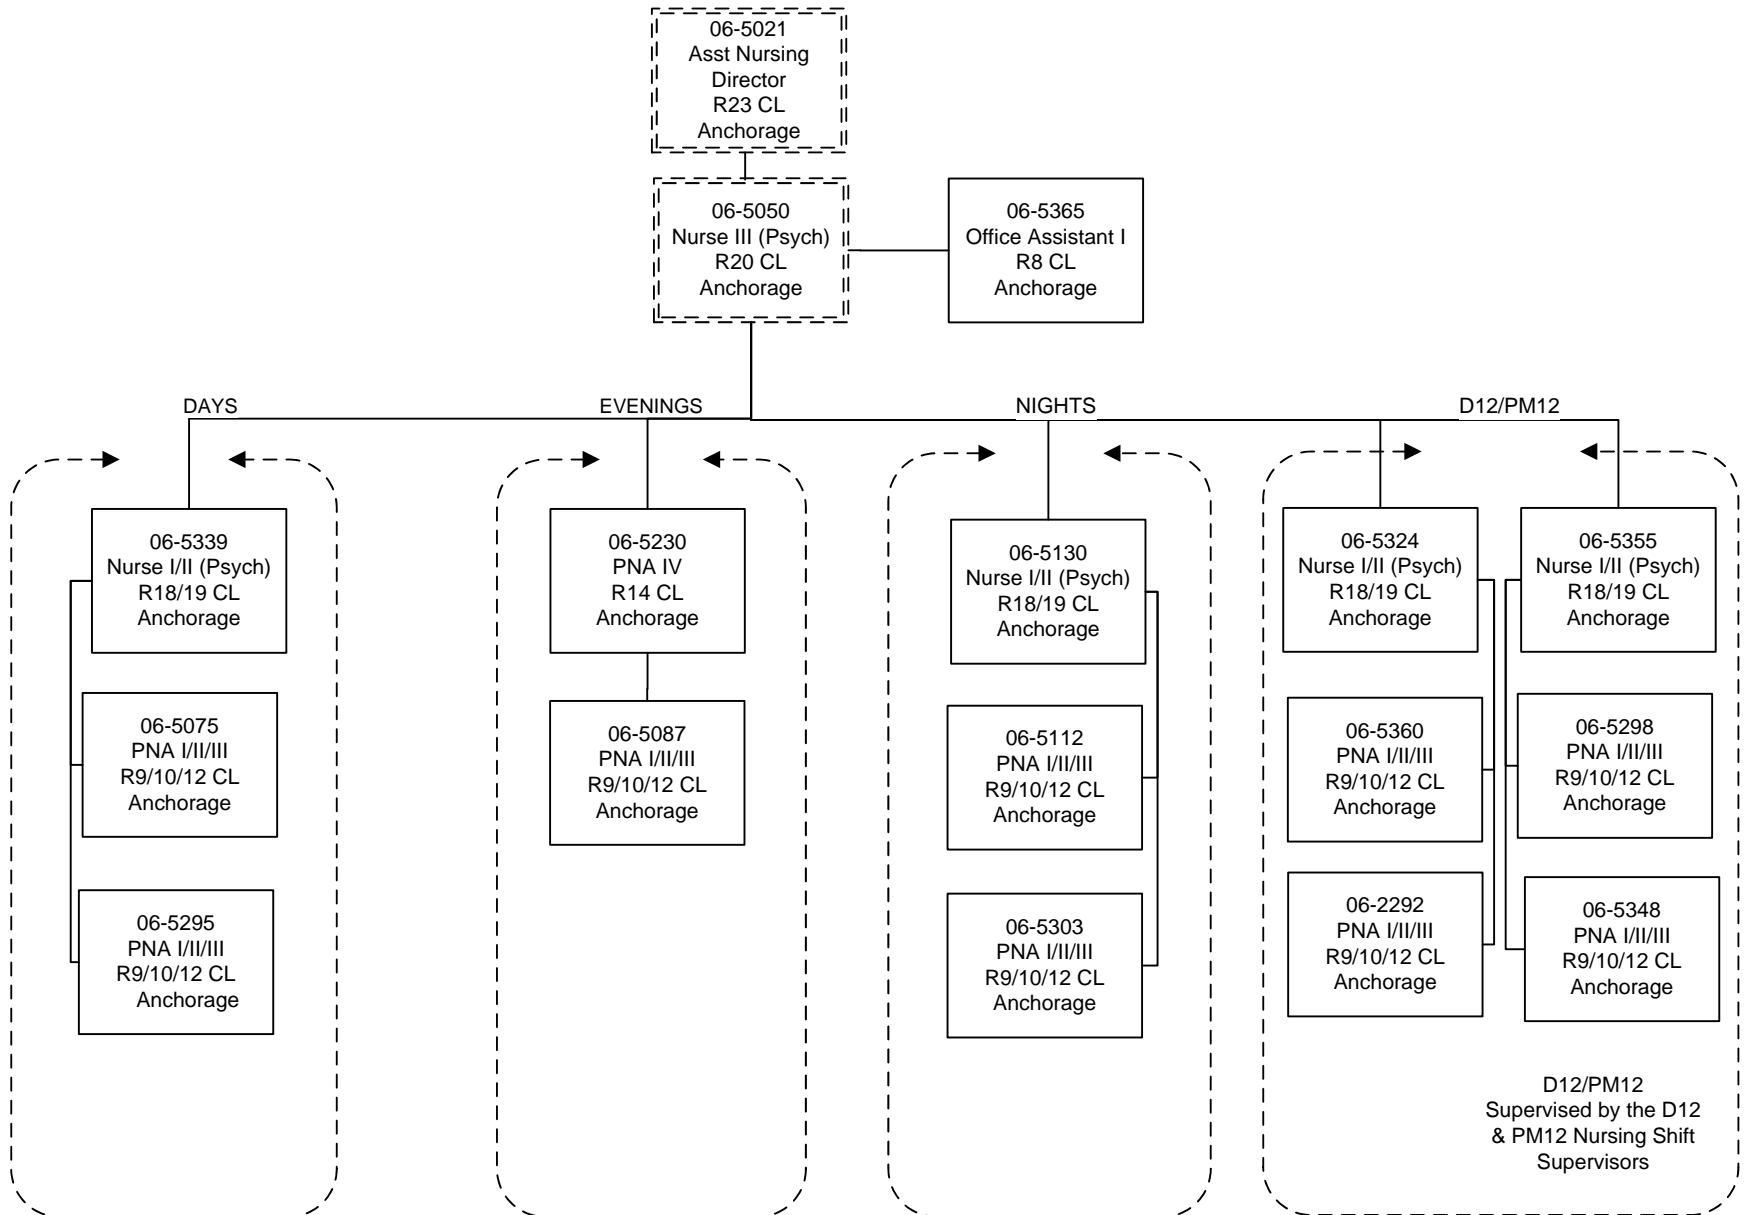 06-5021
Asst Nursing
Director
R23 CL
Anchorage
06-5050
Nurse III (Psych)
R20 CL
Anchorage
06-5365
Office Assistant I
R8 CL
Anchorage
DAYS
EVENINGS
NIGHTS
D12/PM12
06-5339
Nurse I/II (Psych)
R18/19 CL
Anchorage
06-5075
PNA I/II/III
R9/10/12 CL
Anchorage
06-5295
PNA I/II/III
R9/10/12 CL
Anchorage
06-5230
PNA IV
R14 CL
Anchorage
06-5087
PNA I/II/III
R9/10/12 CL
Anchorage
06-5130
Nurse I/II (Psych)
R18/19 CL
Anchorage
06-5112
PNA I/II/III
R9/10/12 CL
Anchorage
06-5303
PNA I/II/III
R9/10/12 CL
Anchorage
06-5324
Nurse I/II (Psych)
R18/19 CL
Anchorage
06-5360
PNA I/II/III
R9/10/12 CL
Anchorage
06-2292
PNA I/II/III
R9/10/12 CL
Anchorage
06-5355
Nurse I/II (Psych)
R18/19 CL
Anchorage
06-5298
PNA I/II/III
R9/10/12 CL
Anchorage
06-5348
PNA I/II/III
R9/10/12 CL
Anchorage
D12/PM12
Supervised by the D12
& PM12 Nursing Shift
Supervisors